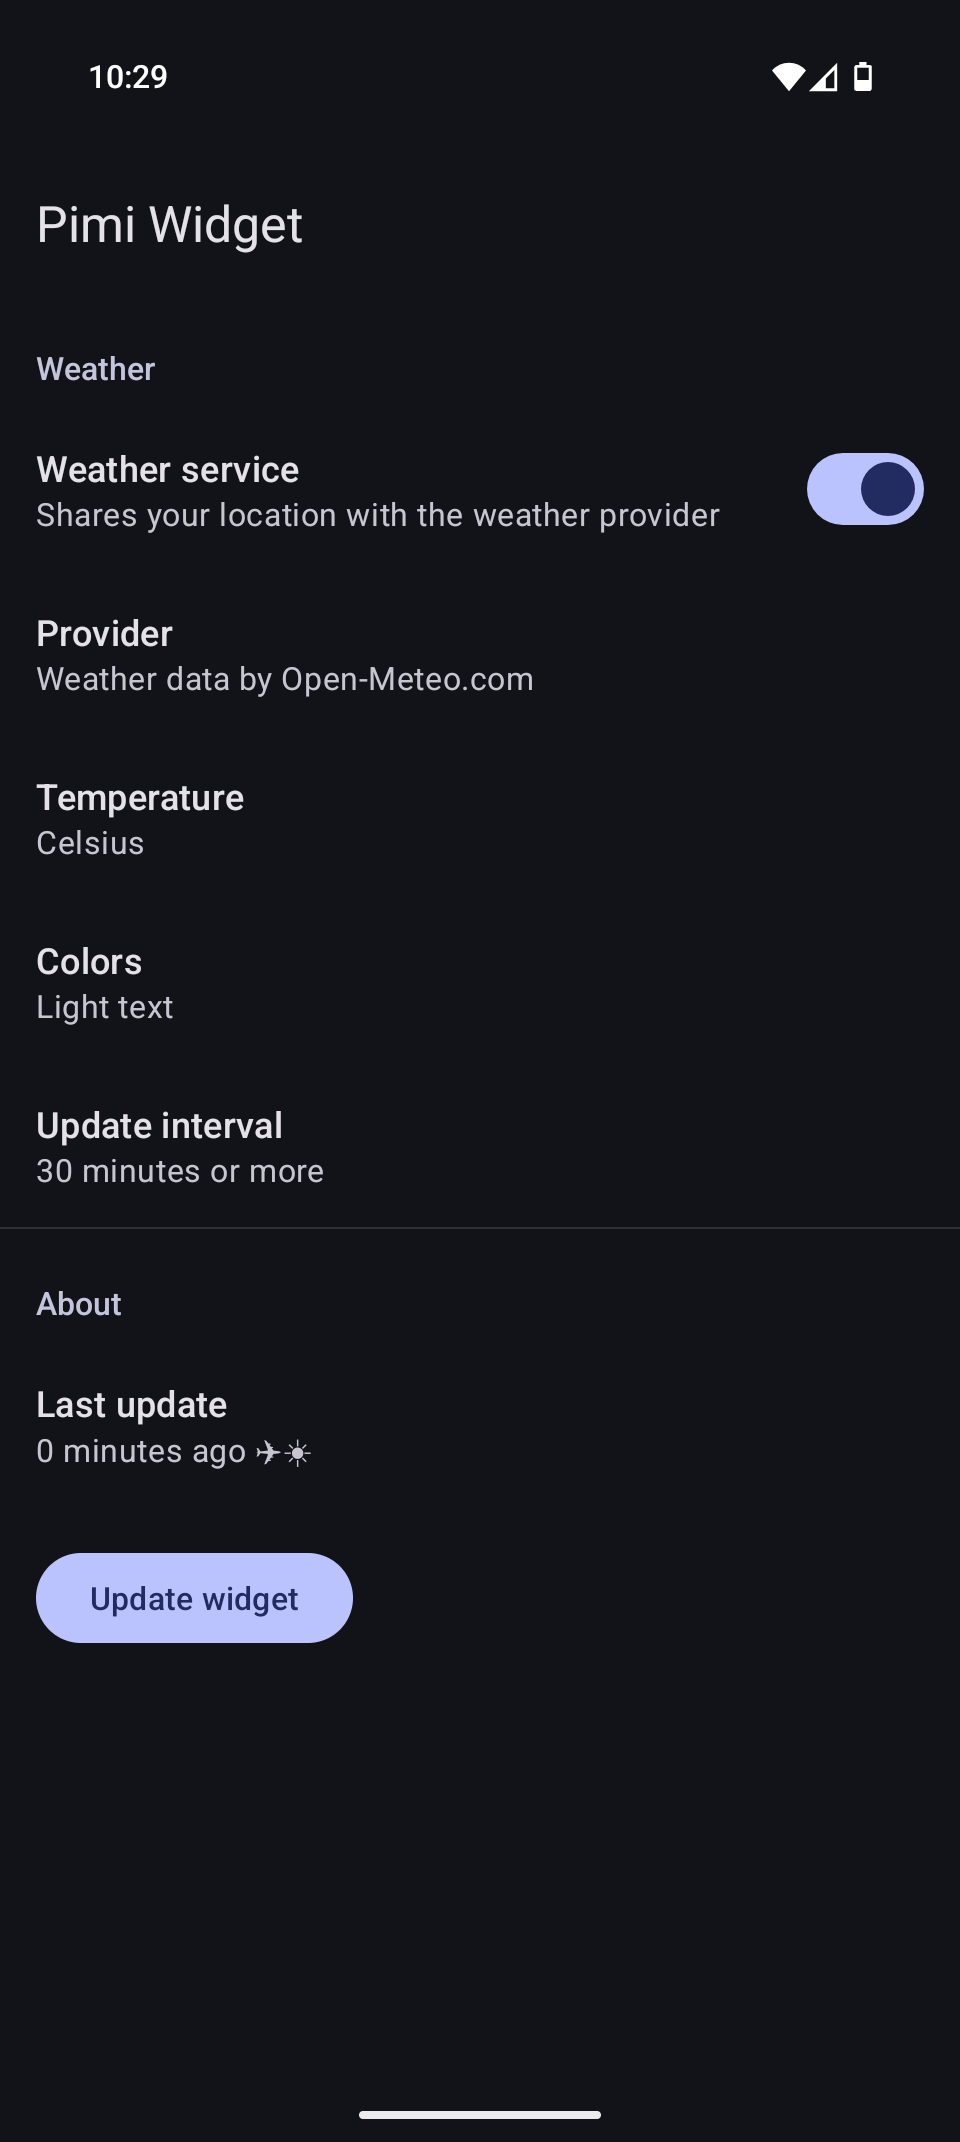 10:29
Pimi Widget
Weather
Weather service
Shares your location with the weather provider
Provider
Weather data by Open-Meteo.com
Temperature
Celsius
Colors
Light text
Update interval
30 minutes or more
About
Last update
0 minutes ago ✈☀
Update widget